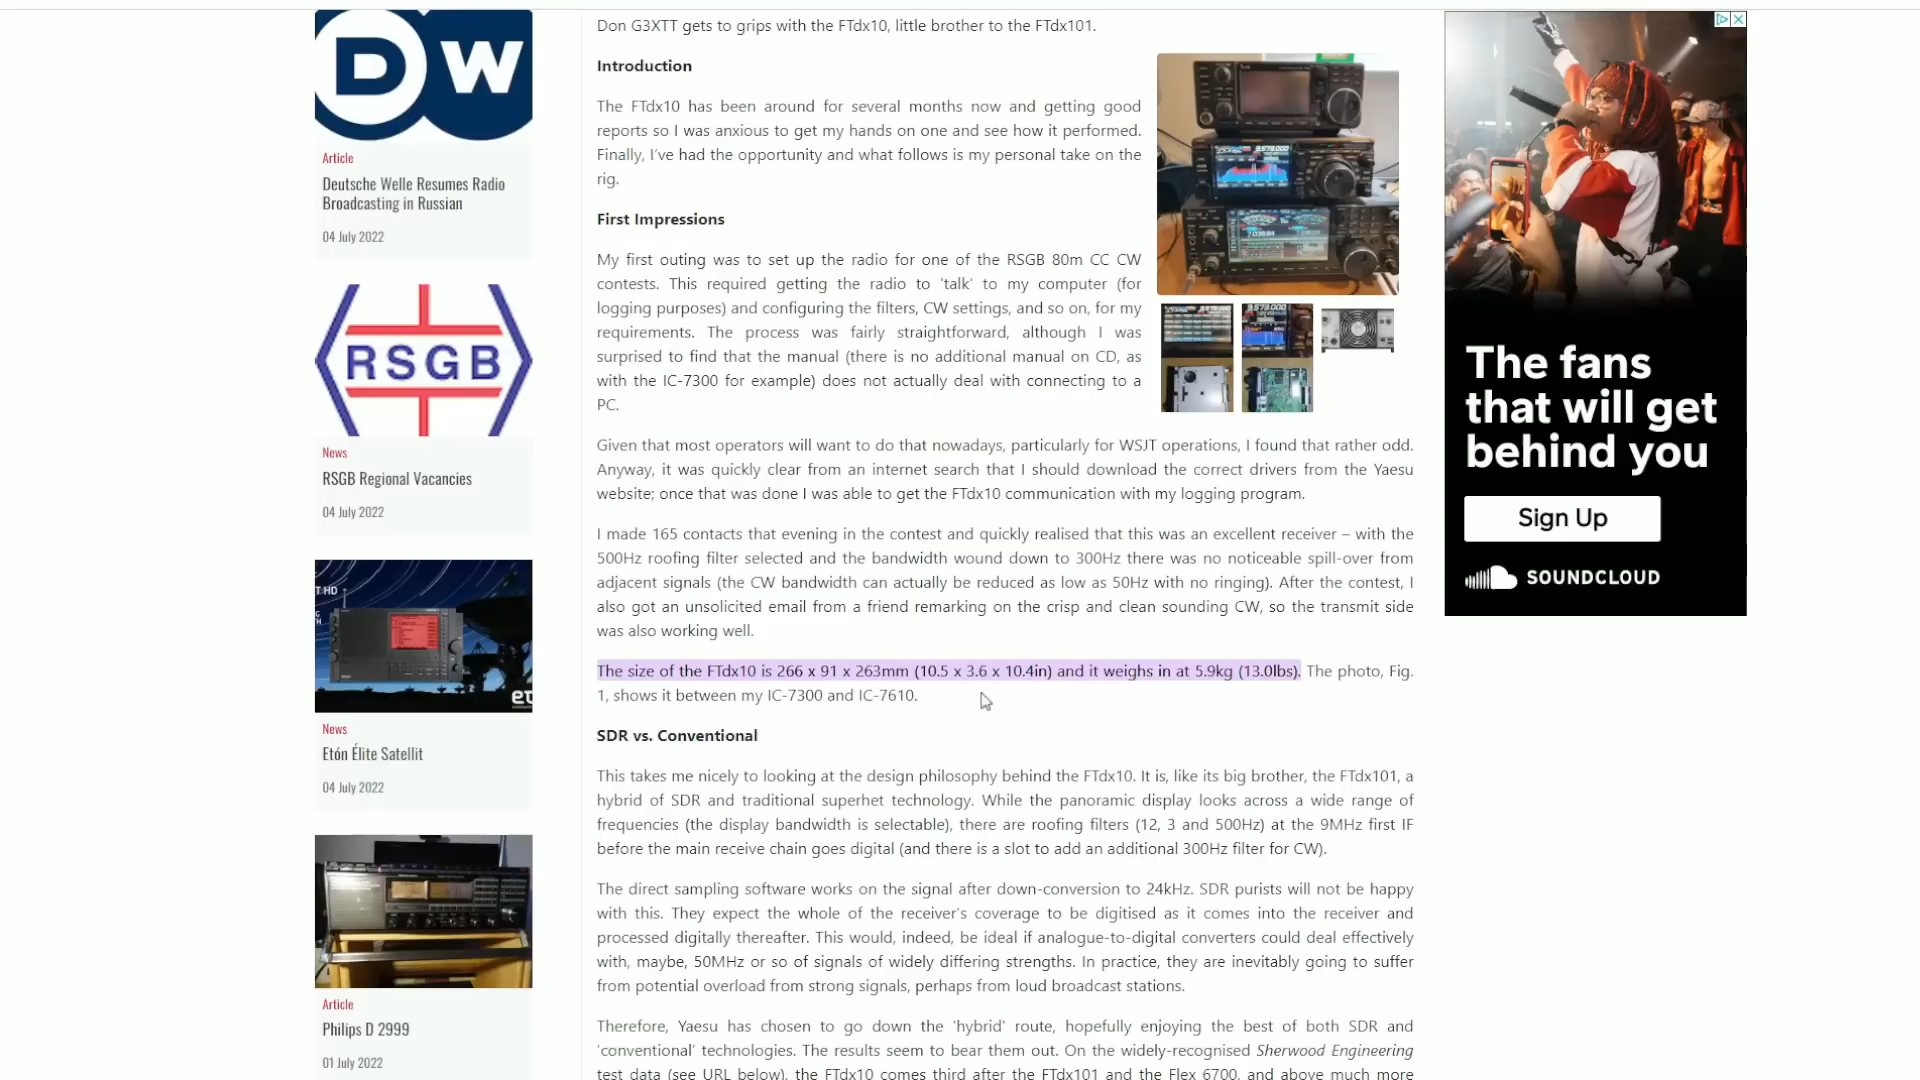 Don G3XTT gets to grips with the FTdx10, little brother to the FTdx101.
Introduction
The FTdx10 has been around for several months now and getting good
reports so I was anxious to get my hands on one and see how it performed.
Finally, I've had the opportunity and what follows is my personal take on the
rig.
First Impressions
My first outing was to set up the radio for one of the RSGB 80m CC CW
contests. This required getting the radio to 'talk' to my computer (for
logging purposes) and configuring the filters, CW settings, and so on, for my
requirements. The process was fairly straightforward, although I was
surprised to find that the manual (there is no additional manual on CD, as
with the IC-7300 for example) does not actually deal with connecting to a
PC.
Given that most operators will want to do that nowadays, particularly for WSJT operations, I found that rather odd.
Anyway, it was quickly clear from an internet search that I should download the correct drivers from the Yaesu
website; once that was done I was able to get the FTdx10 communication with my logging program.
I made 165 contacts that evening in the contest and quickly realised that this was an excellent receiver – with the
500Hz roofing filter selected and the bandwidth wound down to 300Hz there was no noticeable spill-over from
adjacent signals (the CW bandwidth can actually be reduced as low as 50Hz with no ringing). After the contest, I
also got an unsolicited email from a friend remarking on the crisp and clean sounding CW, so the transmit side
was also working well.
The size of the FTdx10 is 266 x 91 x 263mm (10.5 x 3.6 x 10.4in) and it weighs in at 5.9kg (13.0lbs). The photo, Fig.
1, shows it between my IC-7300 and IC-7610.
SDR vs. Conventional
This takes me nicely to looking at the design philosophy behind the FTdx10. It is, like its big brother, the FTdx101, a
hybrid of SDR and traditional superhet technology. While the panoramic display looks across a wide range of
frequencies (the display bandwidth is selectable), there are roofing filters (12, 3 and 500Hz) at the 9MHz first IF
before the main receive chain goes digital (and there is a slot to add an additional 300Hz filter for CW).
The direct sampling software works on the signal after down-conversion to 24kHz. SDR purists will not be happy
with this. They expect the whole of the receiver's coverage to be digitised as it comes into the receiver and
processed digitally thereafter. This would, indeed, be ideal if analogue-to-digital converters could deal effectively
with, maybe, 50MHz or so of signals of widely differing strengths. In practice, they are inevitably going to suffer
from potential overload from strong signals, perhaps from loud broadcast stations.
Therefore, Yaesu has chosen to go down the 'hybrid' route, hopefully enjoying the best of both SDR and
'conventional' technologies. The results seem to bear them out. On the widely-recognised Sherwood Engineering
test data (see URL below), the FTdx10 comes third after the FTdx101 and the Flex 6700, and above much more
DW
Article
Deutsche Welle Resumes Radio
Broadcasting in Russian
04 July 2022
RSGB
News
RSGB Regional Vacancies
04 July 2022
T HD
et
News
Etón Élite Satellit
04 July 2022
Article
Philips D 2999
01 July 2022
3.573.000
The fans
that will get
behind you
Sign Up
SOUNDCLOUD